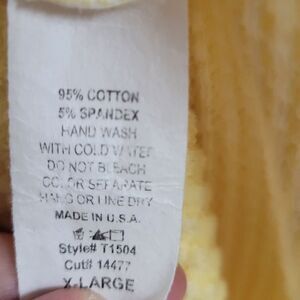 95% COTTON
5% SPANDEX
HAND WASH
WITH COLD WATER
DO NOT BLEACH
COLOR SEPARATE
HANG OR LINE DRY
MADE IN U.S.A.
Style# T1504
Cut# 14477
X-LARGE